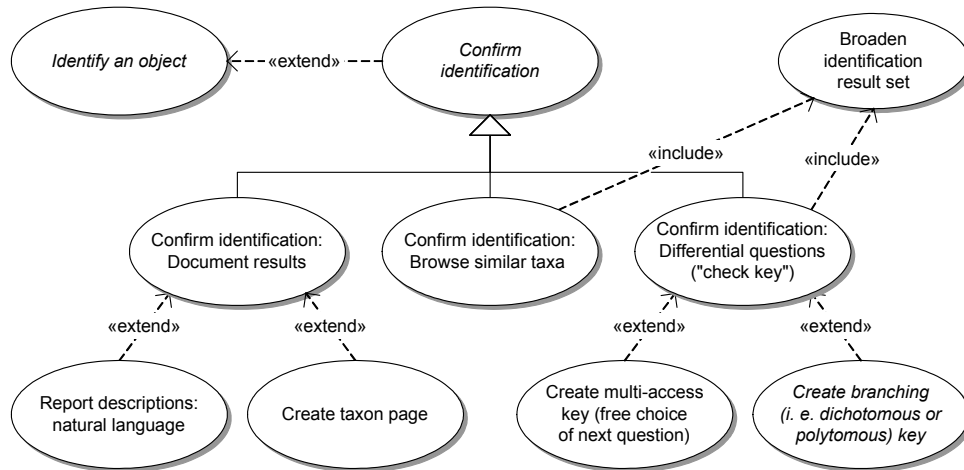 Identify an object
«extend»
Confirm
identification
Broaden
identification
result set
«include»
«include»
Confirm identification:
Document results
Confirm identification:
Browse similar taxa
Confirm identification:
Differential questions
("check key")
«extend»
«extend»
«extend»
«extend»
Report descriptions:
natural language
Create taxon page
Create multi-access
key (free choice
of next question)
Create branching
(i. e. dichotomous or
polytomous) key